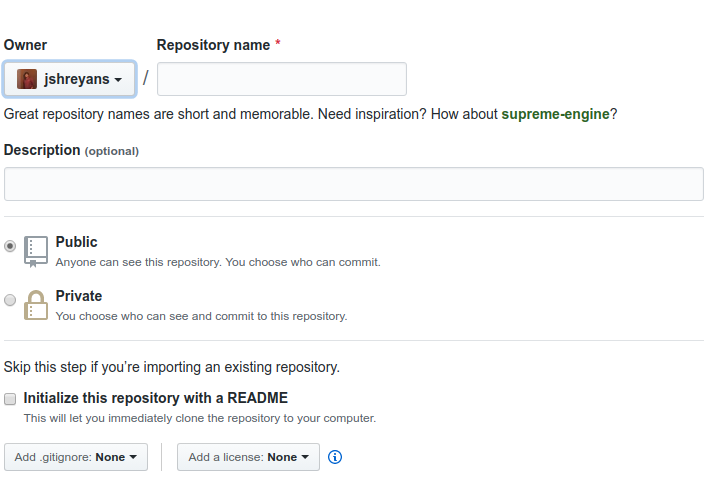 Owner Repository name *
jshreyans / 
Great repository names are short and memorable. Need inspiration? How about supreme-engine?
Description (optional)
Public
Anyone can see this repository. You choose who can commit.
Private
You choose who can see and commit to this repository.
Skip this step if you’re importing an existing repository.
Initialize this repository with a README
This will let you immediately clone the repository to your computer.
Add .gitignore: None Add a license: None